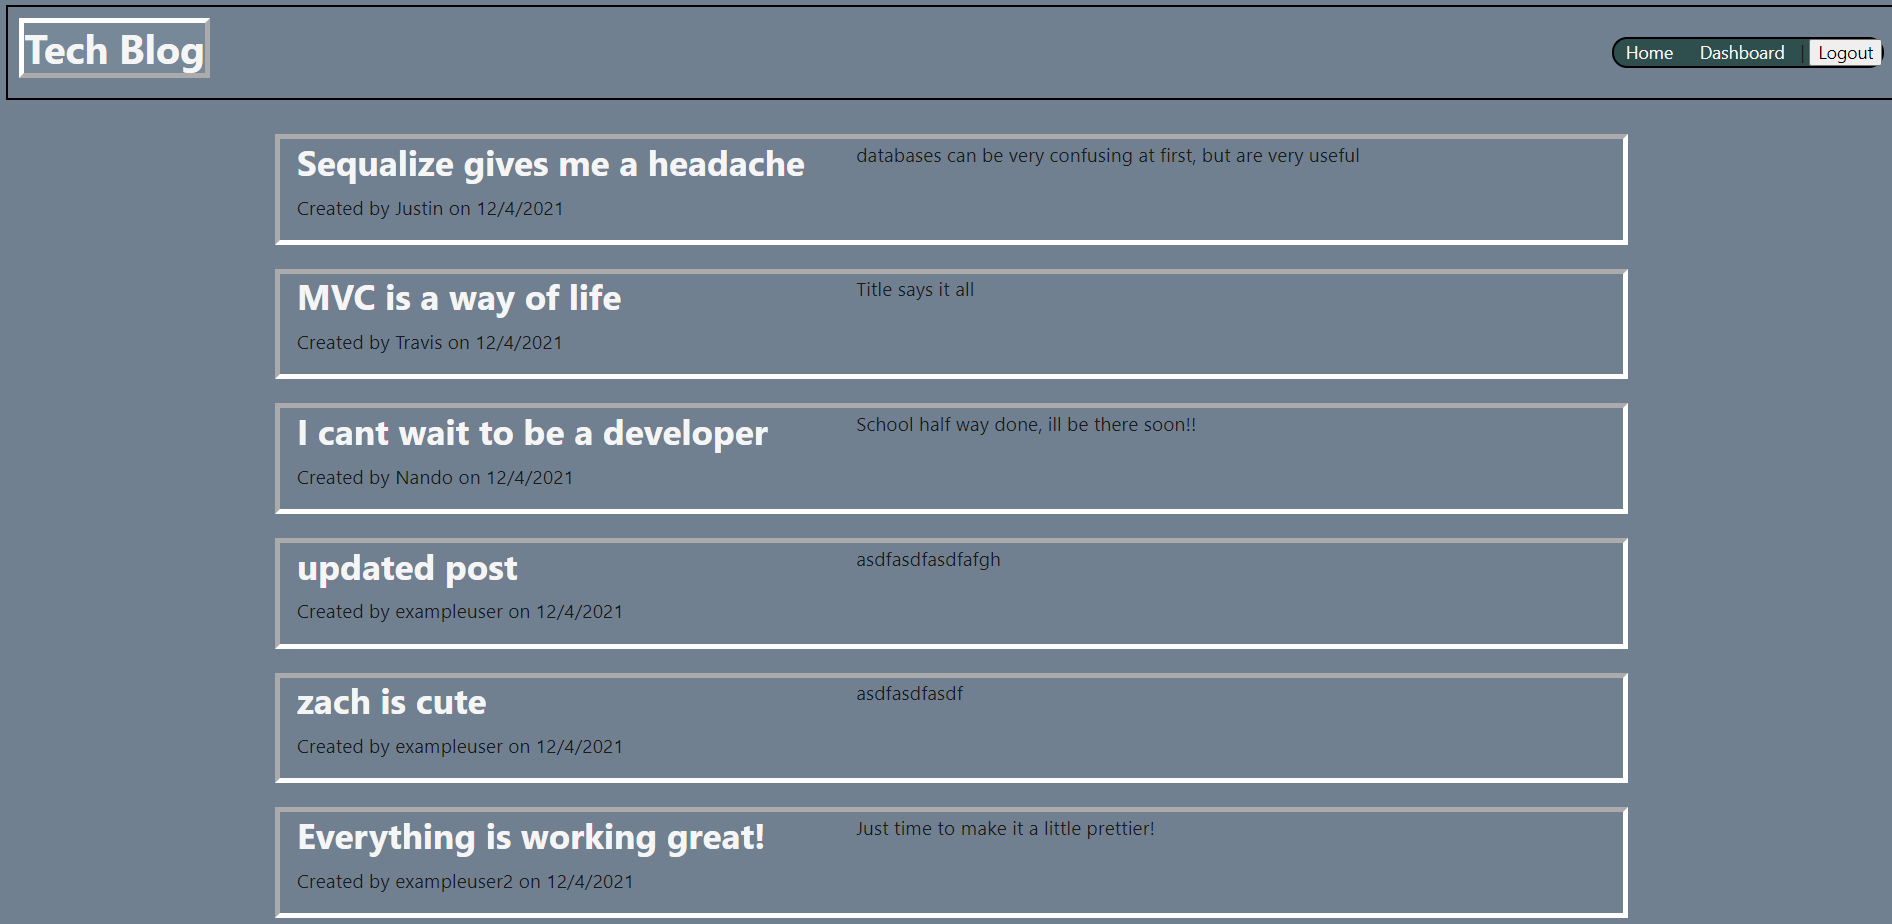 Tech Blog
Home Dashboard | Logout
Sequalize gives me a headache
databases can be very confusing at first, but are very useful
Created by Justin on 12/4/2021
MVC is a way of life
Title says it all
Created by Travis on 12/4/2021
I cant wait to be a developer
School half way done, ill be there soon!!
Created by Nando on 12/4/2021
updated post
asdfasdfasdfafgh
Created by exampleuser on 12/4/2021
zach is cute
asdfasdfasdf
Created by exampleuser on 12/4/2021
Everything is working great!
Just time to make it a little prettier!
Created by exampleuser2 on 12/4/2021